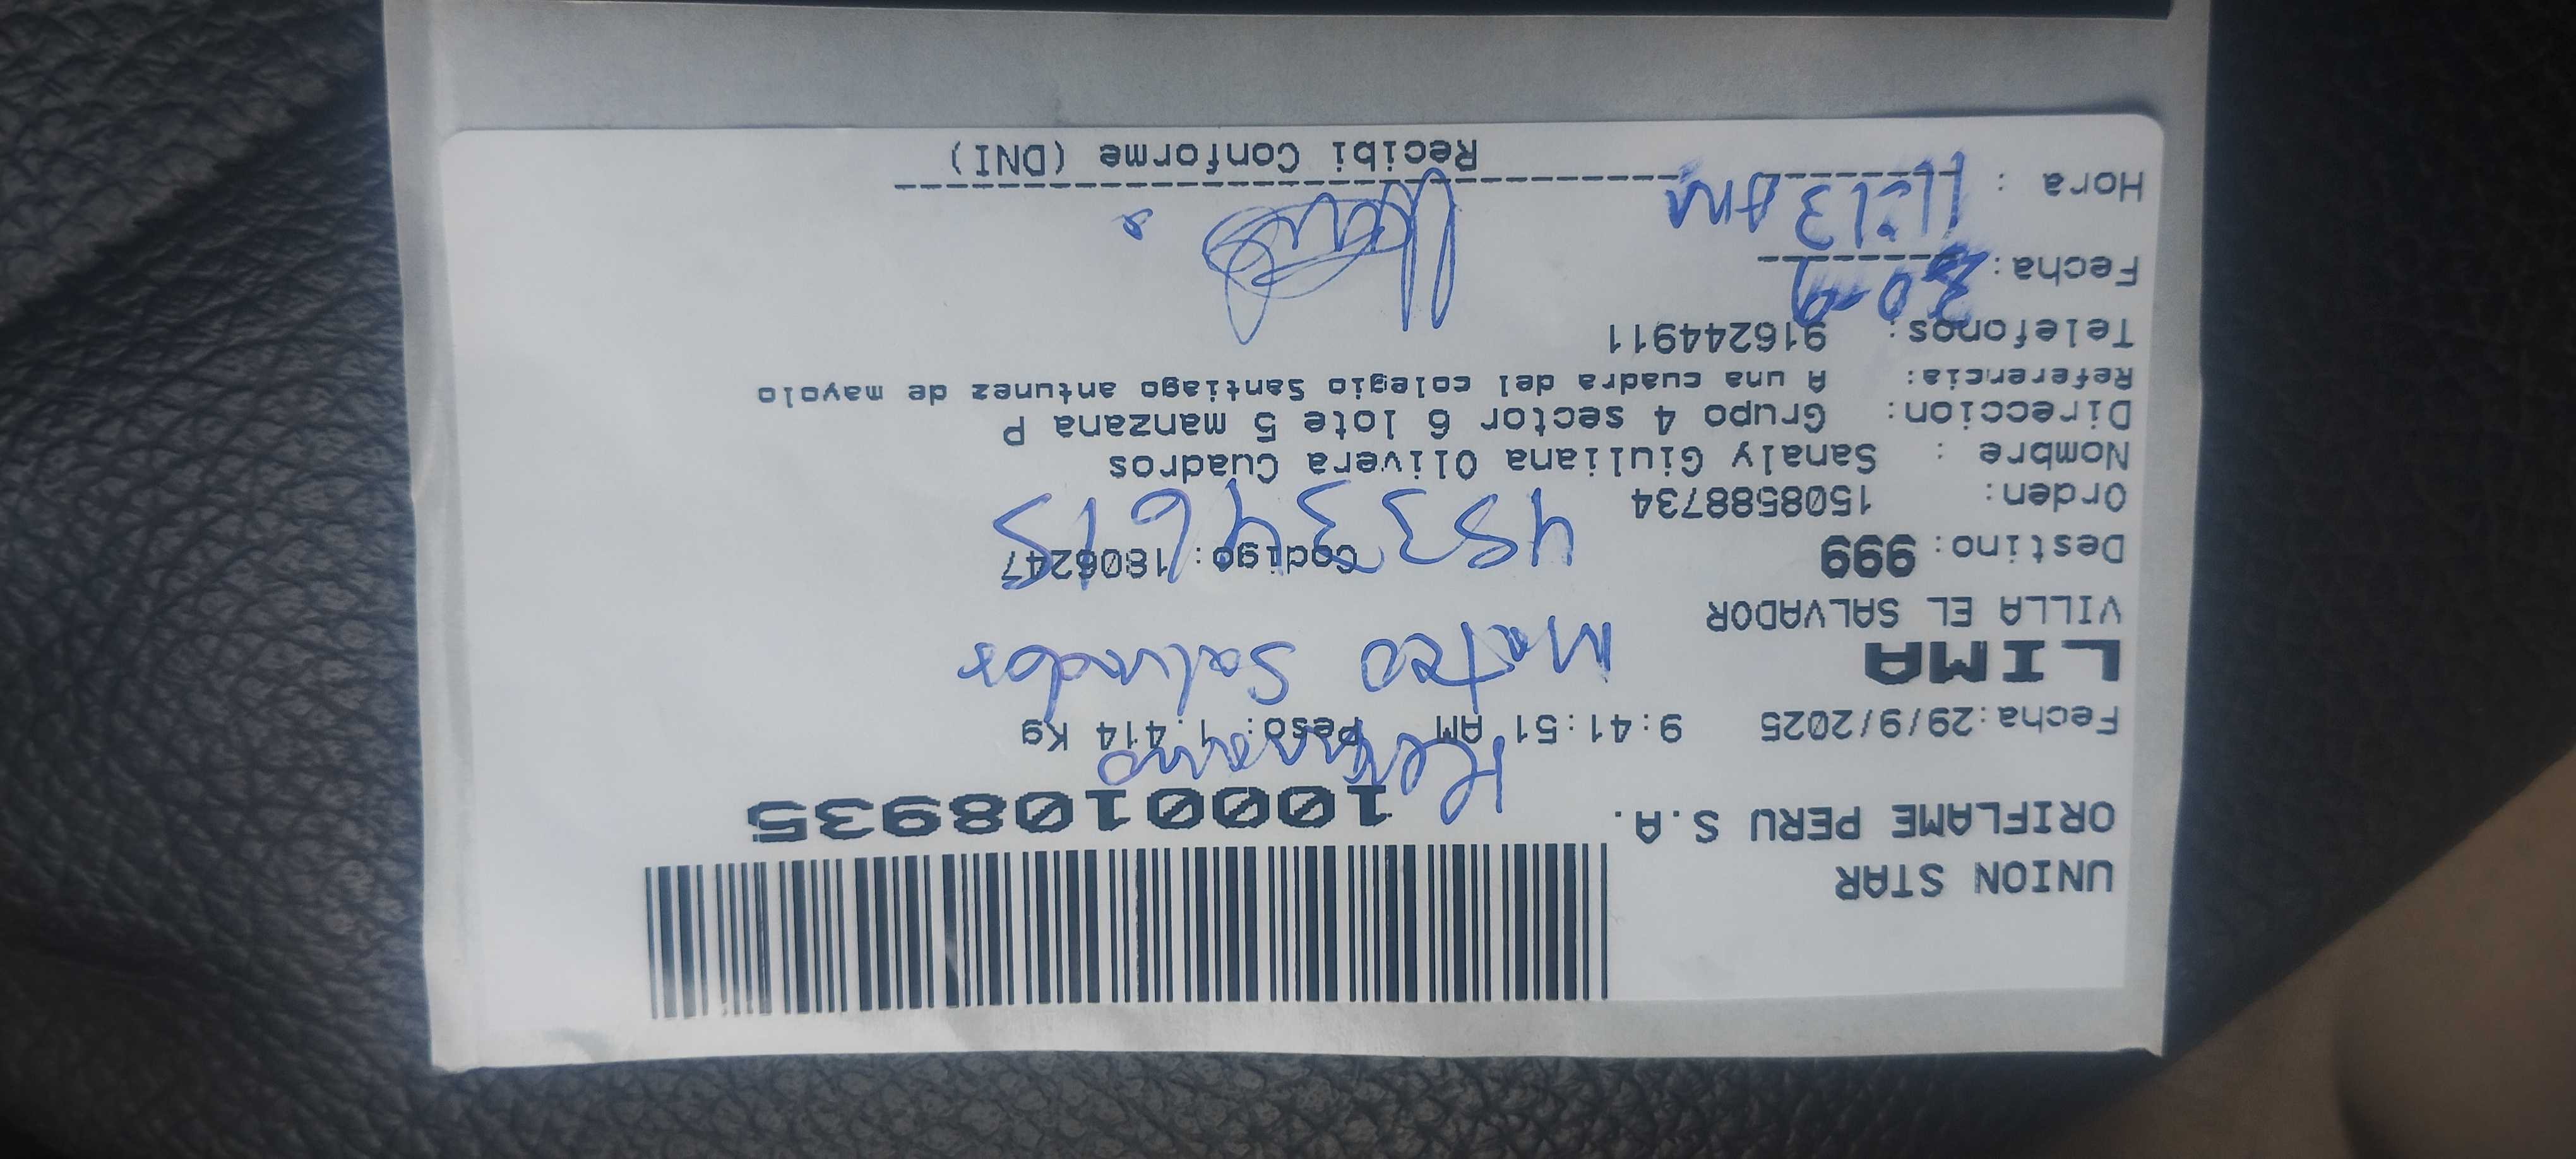 UNION STAR
ORIFLAME PERU S.A. 1000108935
Hermano
Fecha:29/9/2025 9:41:51 AM Peso: 1.414 Kg
LIMA
Mateo Salvador
VILLA EL SALVADOR
Destino: 999 Codigo: 1806247
45334615
Orden: 1508588734
Nombre : Sanaly Giuliana Olivera Cuadros
Direccion: Grupo 4 sector 6 lote 5 manzana P
Referencia: A una cuadra del colegio Santiago antunez de mayolo
Telefonos: 916244911
Fecha: 30-9
Hora : 11:13 AM
Recibi Conforme (DNI)